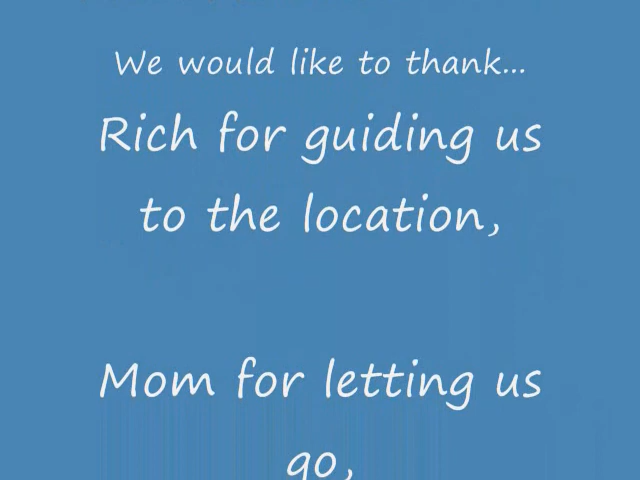 We would like to thank...
Rich for guiding us
to the location,
Mom for letting us
go,